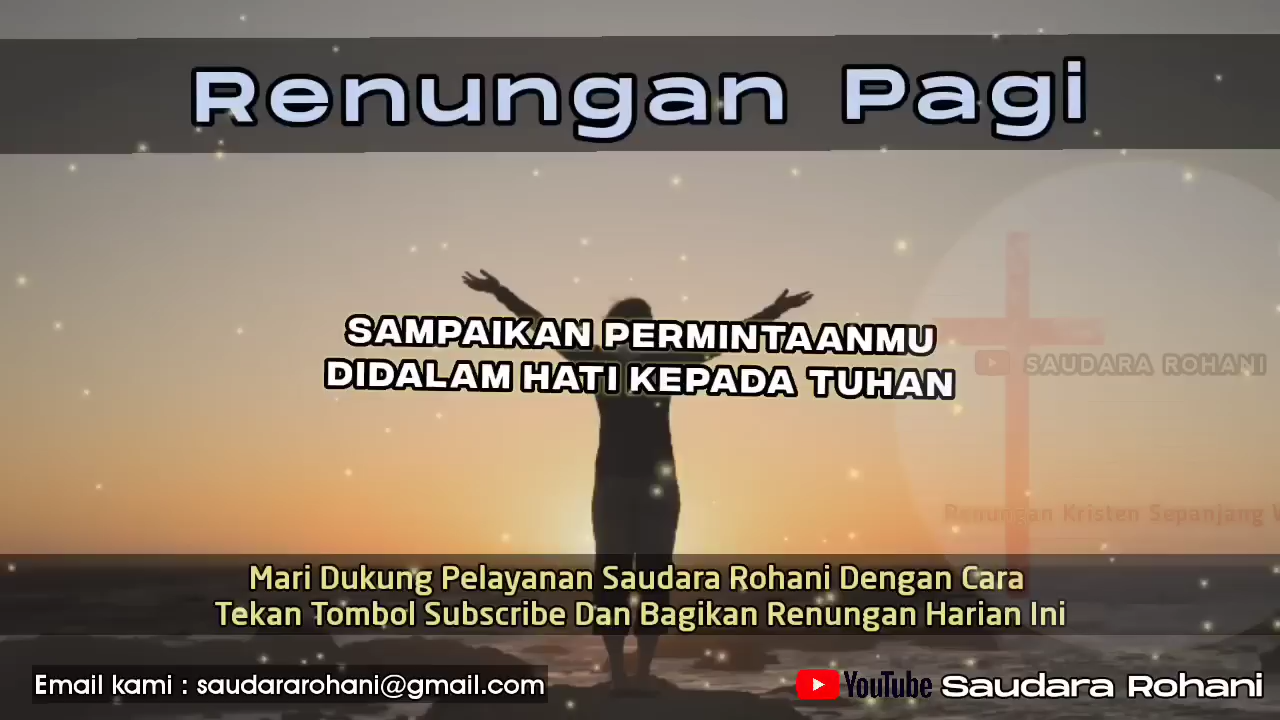 Renungan Pagi
SAMPAIKAN PERMINTAANMU
DIDALAM HATI KEPADA TUHAN
SAUDARA ROHANI
Renungan Kristen Sepanjang
Mari Dukung Pelayanan Saudara Rohani Dengan Cara
Tekan Tombol Subscribe Dan Bagikan Renungan Harian Ini
Email kami : saudararohani@gmail.com
YouTube Saudara Rohani